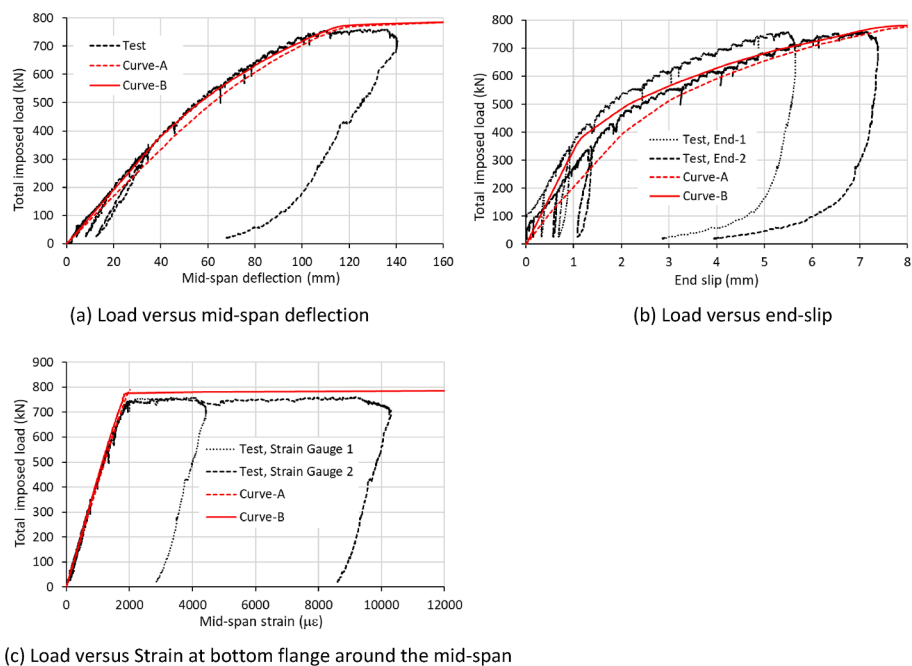 800
700
600
500
400
300
200
100
0
Total imposed load (kN)
Test
Curve-A
Curve-B
0 20 40 60 80 100 120 140 160
Mid-span deflection (mm)
(a) Load versus mid-span deflection
800
700
600
500
400
300
200
100
0
Total imposed load (kN)
Test, End-1
Test, End-2
Curve-A
Curve-B
0 1 2 3 4 5 6 7 8
End slip (mm)
(b) Load versus end-slip
900
800
700
600
500
400
300
200
100
0
Total imposed load (kN)
Test, Strain Gauge 1
Test, Strain Gauge 2
Curve-A
Curve-B
0 2000 4000 6000 8000 10000 12000
Mid-span strain (με)
(c) Load versus Strain at bottom flange around the mid-span